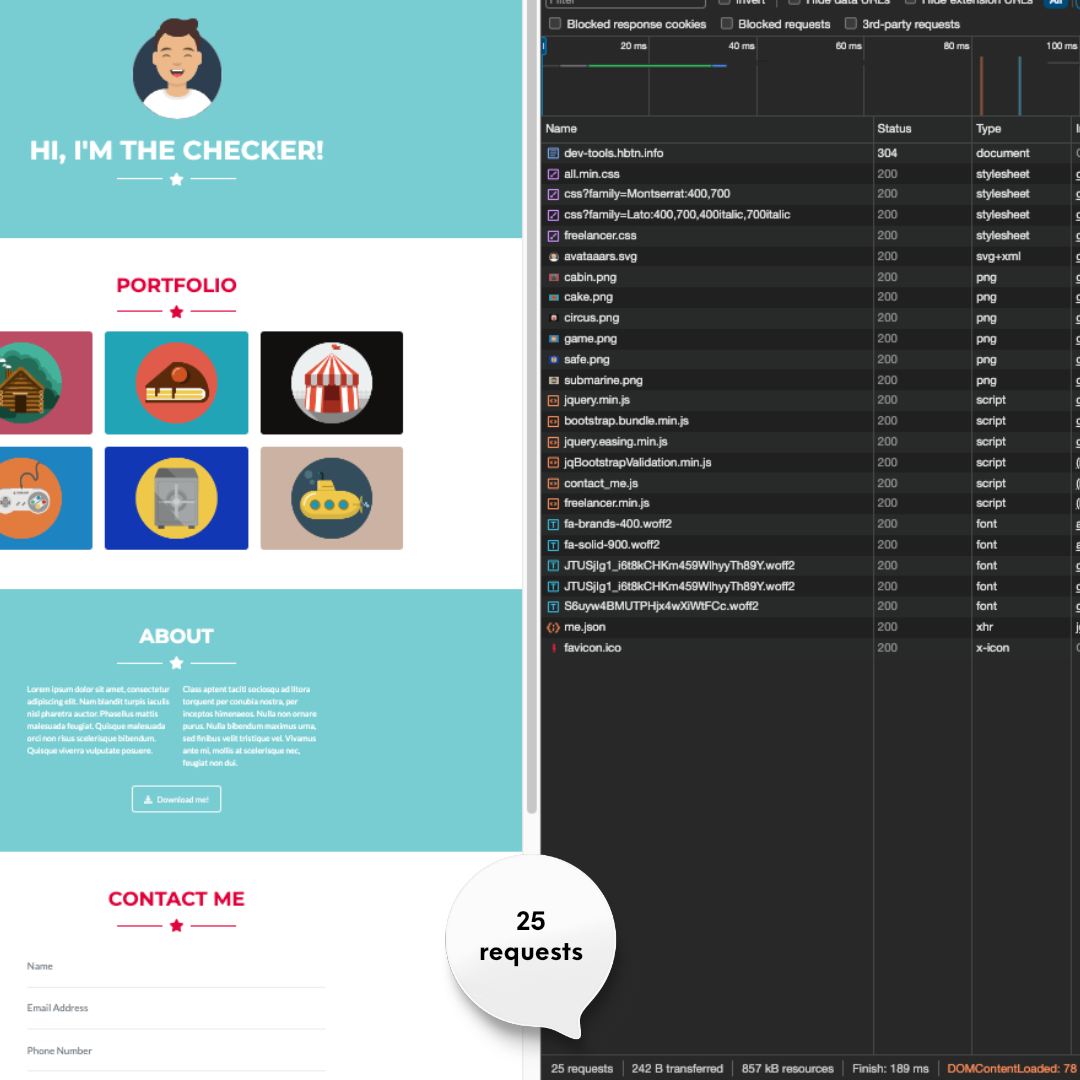 HI, I'M THE CHECKER!
PORTFOLIO
ABOUT
Lorem ipsum dolor sit amet, consectetur
adipiscing elit. Nam blandit turpis iaculis
nisl pharetra auctor. Phasellus mattis
malesuada feugiat. Quisque malesuada
orci non risus scelerisque bibendum.
Quisque viverra vulputate posuere.
Class aptent taciti sociosqu ad litora
torquent per conubia nostra, per
inceptos himenaeos. Nulla non ornare
purus. Nulla bibendum maximus urna,
sed finibus velit tristique vel. Vivamus
ante mi, mollis at scelerisque nec,
feugiat non dui.
Download me!
CONTACT ME
Name
Email Address
Phone Number
25
requests
Filter
Invert
Hide data URLs
Hide extension URLs
All
Blocked response cookies
Blocked requests
3rd-party requests
20 ms
40 ms
60 ms
80 ms
100 ms
Name Status Type
dev-tools.hbtn.info 304 document
all.min.css 200 stylesheet
css?family=Montserrat:400,700 200 stylesheet
css?family=Lato:400,700,400italic,700italic 200 stylesheet
freelancer.css 200 stylesheet
avataaars.svg 200 svg+xml
cabin.png 200 png
cake.png 200 png
circus.png 200 png
game.png 200 png
safe.png 200 png
submarine.png 200 png
jquery.min.js 200 script
bootstrap.bundle.min.js 200 script
jquery.easing.min.js 200 script
jqBootstrapValidation.min.js 200 script
contact_me.js 200 script
freelancer.min.js 200 script
fa-brands-400.woff2 200 font
fa-solid-900.woff2 200 font
JTUSjIg1_i6t8kCHKm459WlhyyTh89Y.woff2 200 font
JTUSjIg1_i6t8kCHKm459WlhyyTh89Y.woff2 200 font
S6uyw4BMUTPHjx4wXiWtFCc.woff2 200 font
me.json 200 xhr
favicon.ico 200 x-icon
25 requests
242 B transferred
857 kB resources
Finish: 189 ms
DOMContentLoaded: 78